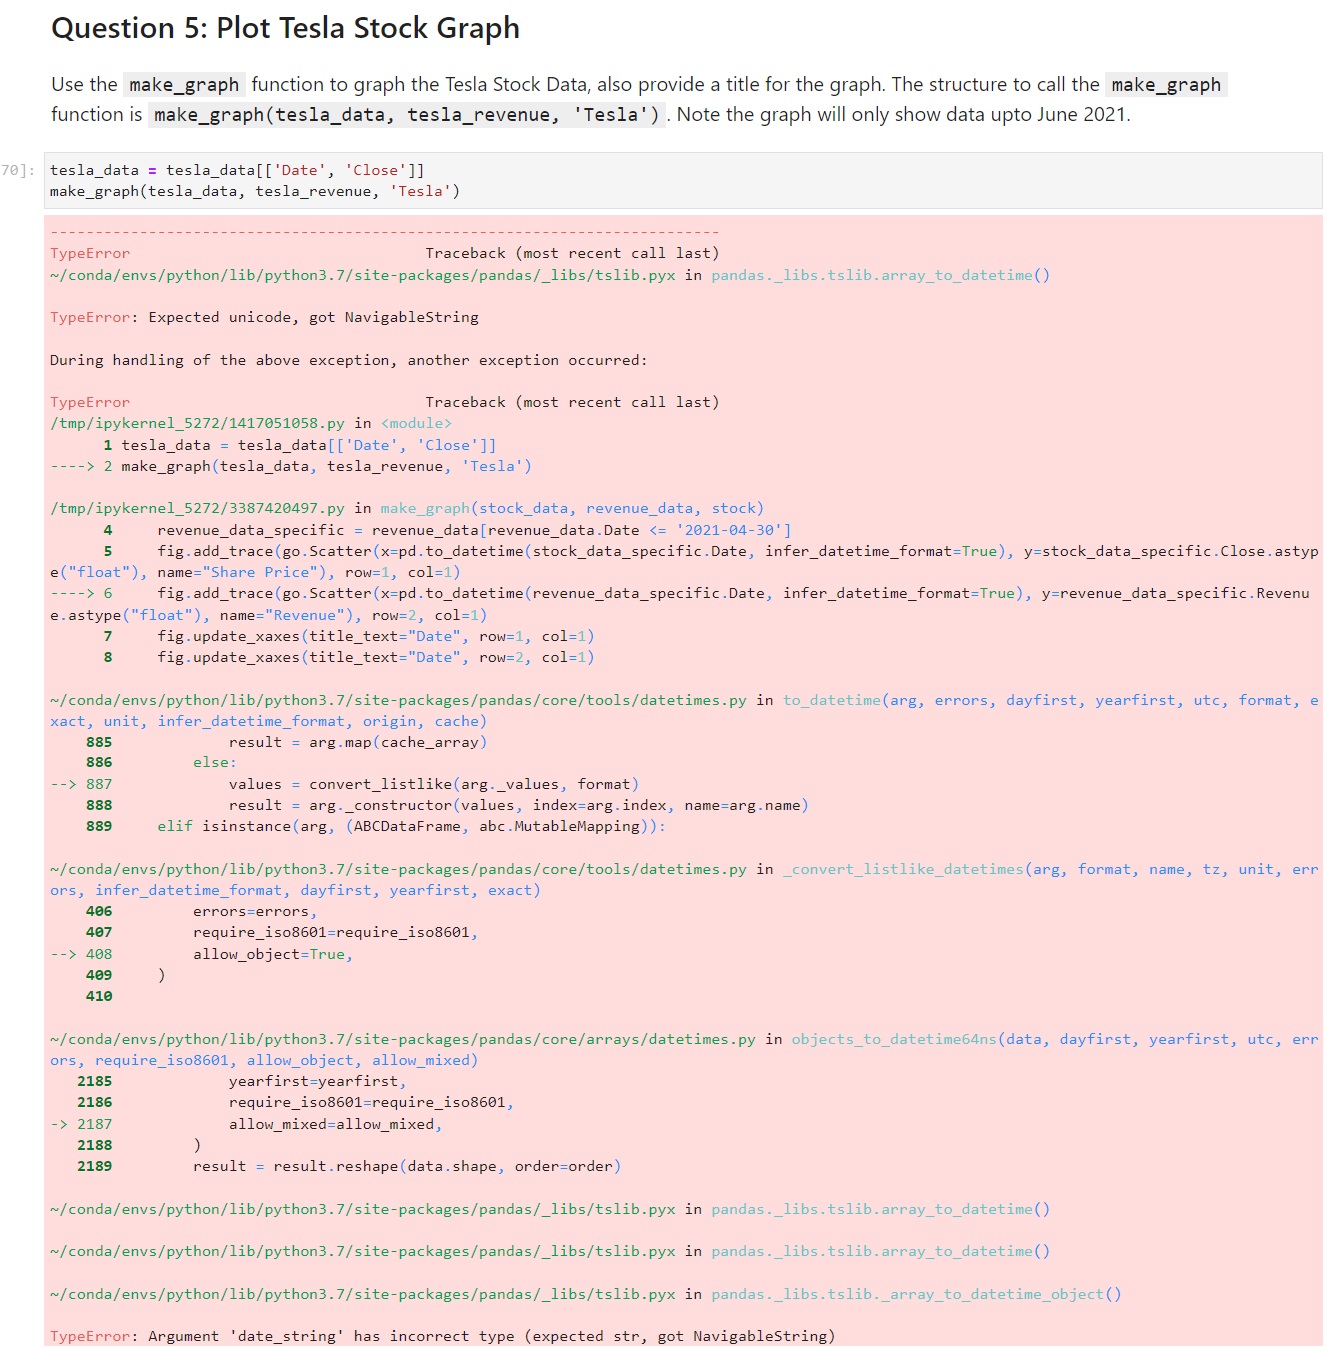 Question 5: Plot Tesla Stock Graph
Use the make_graph function to graph the Tesla Stock Data, also provide a title for the graph. The structure to call the make_graph
function is make_graph(tesla_data, tesla_revenue, 'Tesla') . Note the graph will only show data upto June 2021.
70]: tesla_data = tesla_data[['Date', 'Close']]
make_graph(tesla_data, tesla_revenue, 'Tesla')
---------------------------------------------------------------------------
TypeError                                 Traceback (most recent call last)
~/conda/envs/python/lib/python3.7/site-packages/pandas/_libs/tslib.pyx in pandas._libs.tslib.array_to_datetime()
TypeError: Expected unicode, got NavigableString
During handling of the above exception, another exception occurred:
TypeError                                 Traceback (most recent call last)
/tmp/ipykernel_5272/1417051058.py in <module>
      1 tesla_data = tesla_data[['Date', 'Close']]
----> 2 make_graph(tesla_data, tesla_revenue, 'Tesla')
/tmp/ipykernel_5272/3387420497.py in make_graph(stock_data, revenue_data, stock)
      4     revenue_data_specific = revenue_data[revenue_data.Date <= '2021-04-30']
      5     fig.add_trace(go.Scatter(x=pd.to_datetime(stock_data_specific.Date, infer_datetime_format=True), y=stock_data_specific.Close.astyp
e("float"), name="Share Price"), row=1, col=1)
----> 6     fig.add_trace(go.Scatter(x=pd.to_datetime(revenue_data_specific.Date, infer_datetime_format=True), y=revenue_data_specific.Revenu
e.astype("float"), name="Revenue"), row=2, col=1)
      7     fig.update_xaxes(title_text="Date", row=1, col=1)
      8     fig.update_xaxes(title_text="Date", row=2, col=1)
~/conda/envs/python/lib/python3.7/site-packages/pandas/core/tools/datetimes.py in to_datetime(arg, errors, dayfirst, yearfirst, utc, format, e
xact, unit, infer_datetime_format, origin, cache)
    885             result = arg.map(cache_array)
    886         else:
--> 887             values = convert_listlike(arg._values, format)
    888             result = arg._constructor(values, index=arg.index, name=arg.name)
    889     elif isinstance(arg, (ABCDataFrame, abc.MutableMapping)):
~/conda/envs/python/lib/python3.7/site-packages/pandas/core/tools/datetimes.py in _convert_listlike_datetimes(arg, format, name, tz, unit, err
ors, infer_datetime_format, dayfirst, yearfirst, exact)
    406         errors=errors,
    407         require_iso8601=require_iso8601,
--> 408         allow_object=True,
    409     )
    410
~/conda/envs/python/lib/python3.7/site-packages/pandas/core/arrays/datetimes.py in objects_to_datetime64ns(data, dayfirst, yearfirst, utc, err
ors, require_iso8601, allow_object, allow_mixed)
   2185             yearfirst=yearfirst,
   2186             require_iso8601=require_iso8601,
-> 2187             allow_mixed=allow_mixed,
   2188         )
   2189         result = result.reshape(data.shape, order=order)
~/conda/envs/python/lib/python3.7/site-packages/pandas/_libs/tslib.pyx in pandas._libs.tslib.array_to_datetime()
~/conda/envs/python/lib/python3.7/site-packages/pandas/_libs/tslib.pyx in pandas._libs.tslib.array_to_datetime()
~/conda/envs/python/lib/python3.7/site-packages/pandas/_libs/tslib.pyx in pandas._libs.tslib._array_to_datetime_object()
TypeError: Argument 'date_string' has incorrect type (expected str, got NavigableString)